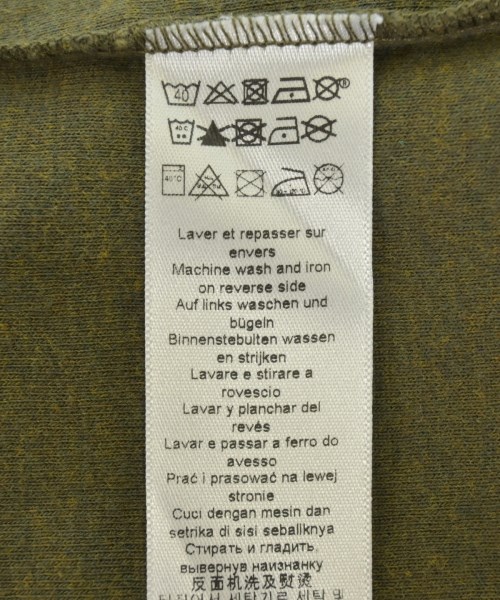 40
®
40 C
40°C
Laver et repasser sur
envers
Machine wash and iron
on reverse side
Auf links waschen und
bügeln
Binnenstebuiten wassen
en strijken
Lavare e stirare a
rovescio
Lavar y planchar del
revés
Lavar e passar a ferro do
avesso
Prać i prasować na lewej
stronie
Cuci dengan mesin dan
setrika di sisi sebaliknya
Стирать и гладить,
вывернув наизнанку
反面机洗及熨烫